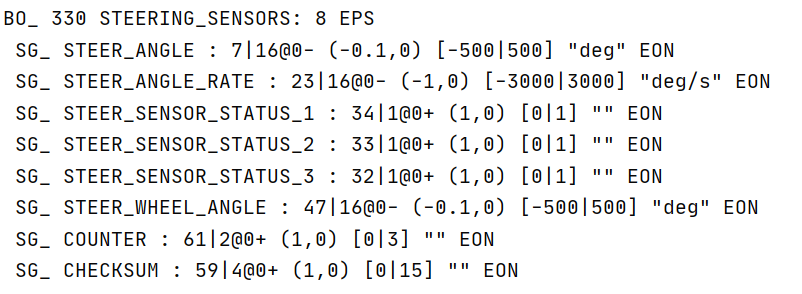 BO_ 330 STEERING_SENSORS: 8 EPS
SG_ STEER_ANGLE : 7|16@0- (-0.1,0) [-500|500] "deg" EON
SG_ STEER_ANGLE_RATE : 23|16@0- (-1,0) [-3000|3000] "deg/s" EON
SG_ STEER_SENSOR_STATUS_1 : 34|1@0+ (1,0) [0|1] "" EON
SG_ STEER_SENSOR_STATUS_2 : 33|1@0+ (1,0) [0|1] "" EON
SG_ STEER_SENSOR_STATUS_3 : 32|1@0+ (1,0) [0|1] "" EON
SG_ STEER_WHEEL_ANGLE : 47|16@0- (-0.1,0) [-500|500] "deg" EON
SG_ COUNTER : 61|2@0+ (1,0) [0|3] "" EON
SG_ CHECKSUM : 59|4@0+ (1,0) [0|15] "" EON